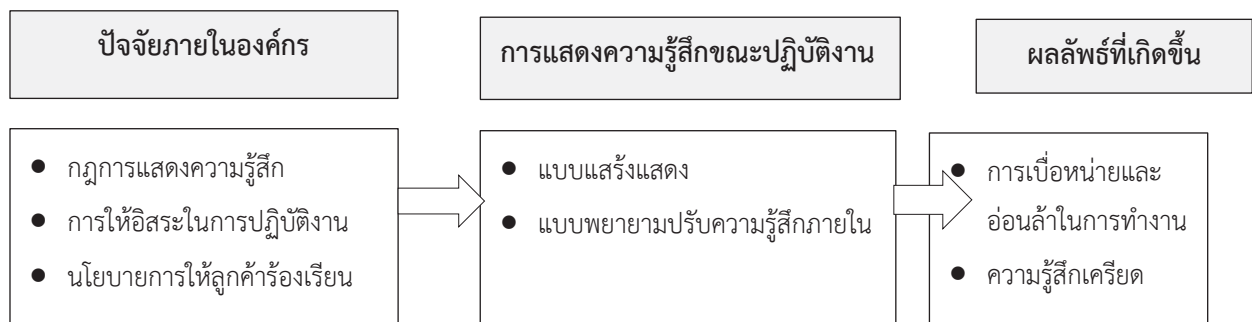 ปัจจัยภายในองค์กร
กฎการแสดงความรู้สึก
การให้อิสระในการปฏิบัติงาน
นโยบายการให้ลูกค้าร้องเรียน
การแสดงความรู้สึกขณะปฏิบัติงาน
แบบแสร้งแสดง
แบบพยายามปรับความรู้สึกภายใน
ผลลัพธ์ที่เกิดขึ้น
การเบื่อหน่ายและ
อ่อนล้าในการทำงาน
ความรู้สึกเครียด